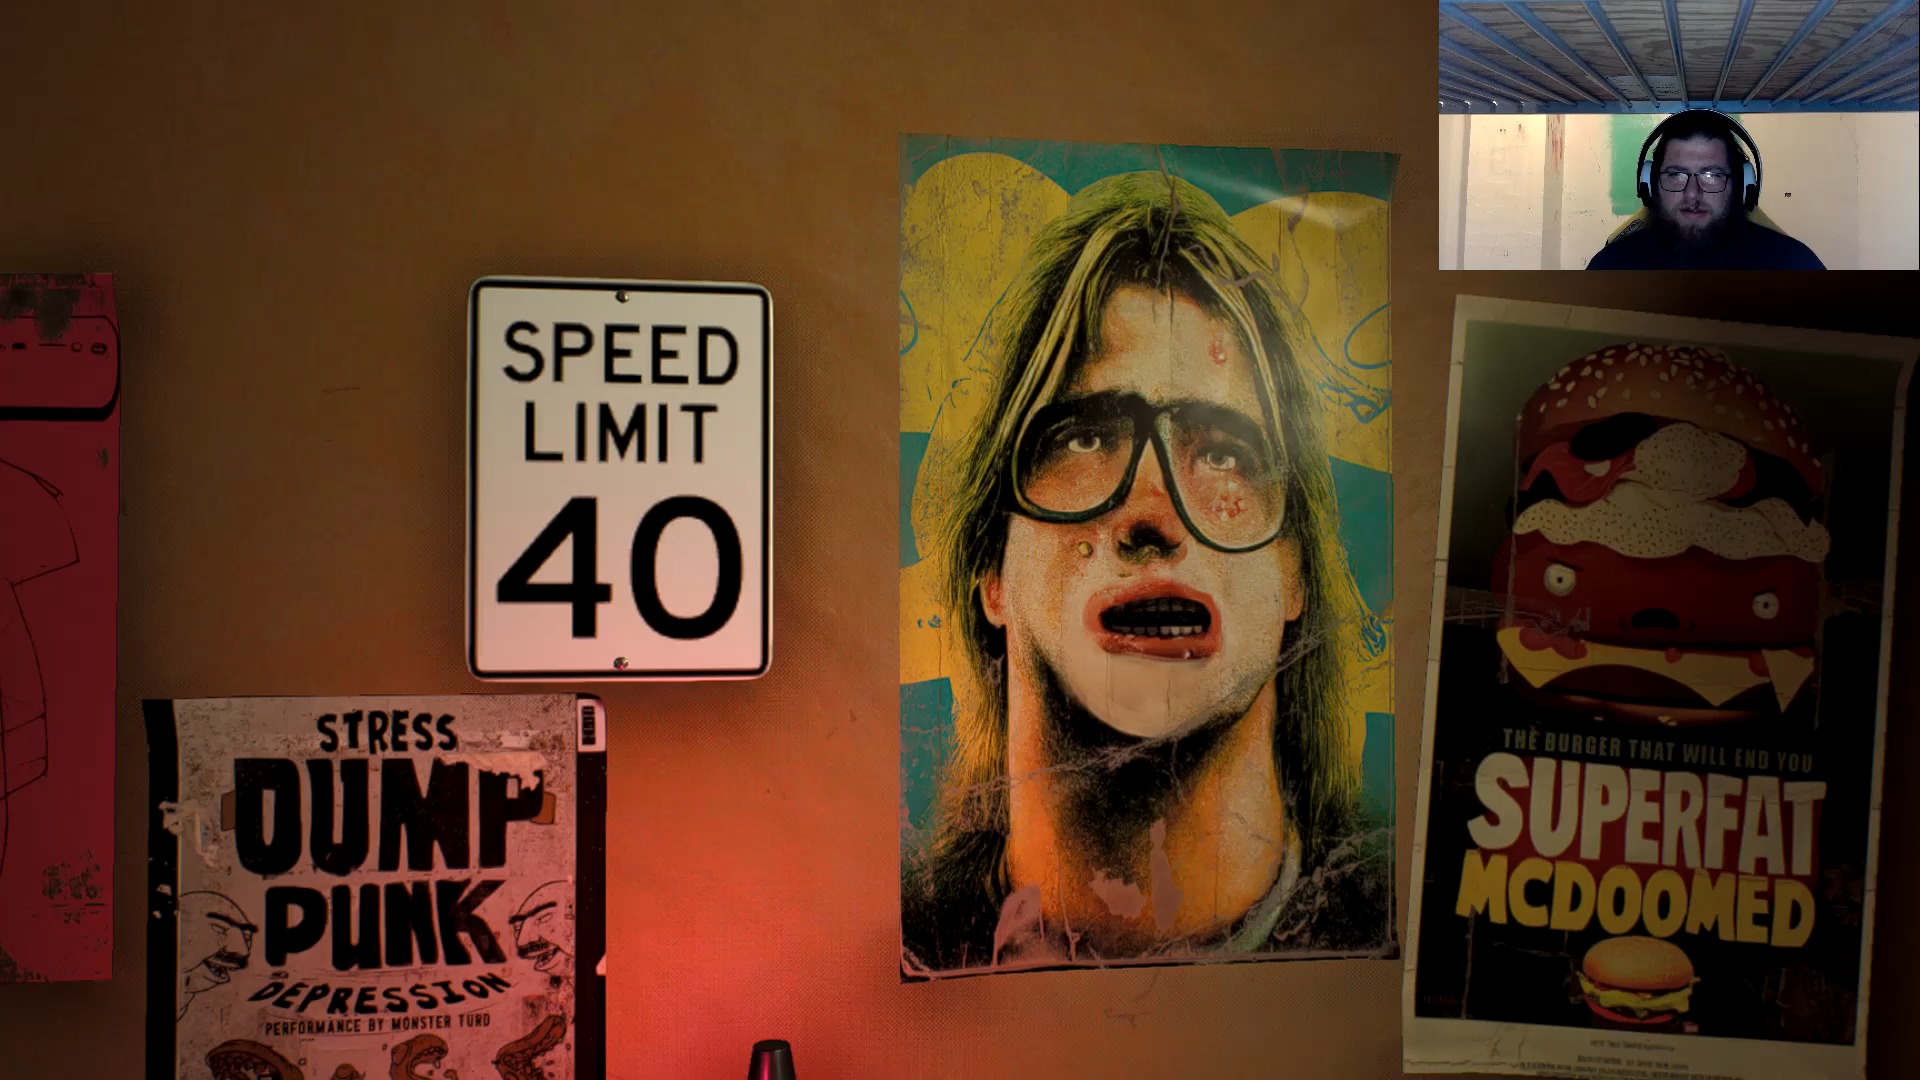 SPEED
LIMIT
40
STRESS
DUMP
PUNK
DEPRESSION
PERFORMANCE BY MONSTER TURD
THE BURGER THAT WILL END YOU
SUPERFAT
MCDOOMED